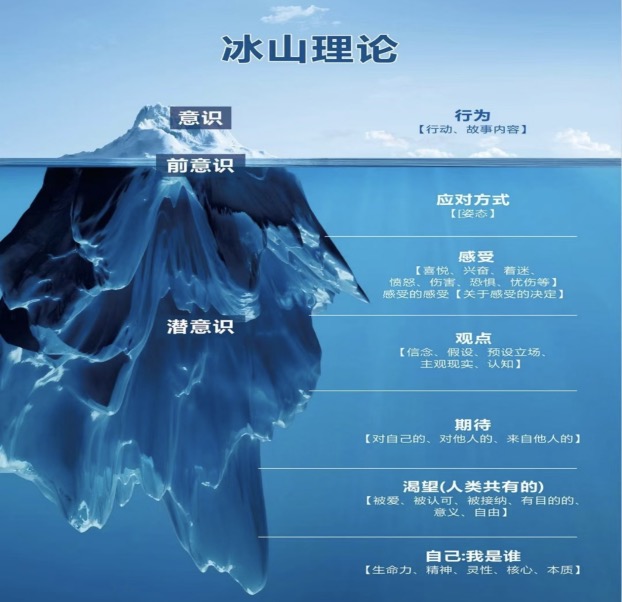 冰山理论
意识
行为
【行动、故事内容】
前意识
应对方式
【[姿态】
感受
【喜悦、兴奋、着迷、
愤怒、伤害、恐惧、忧伤等】
感受的感受【关于感受的决定】
潜意识
观点
【信念、假设、预设立场、
主观现实、认知】
期待
【对自己的、对他人的、来自他人的】
渴望(人类共有的)
【被爱、被认可、被接纳、有目的的、
意义、自由】
自己:我是谁
【生命力、精神、灵性、核心、本质】